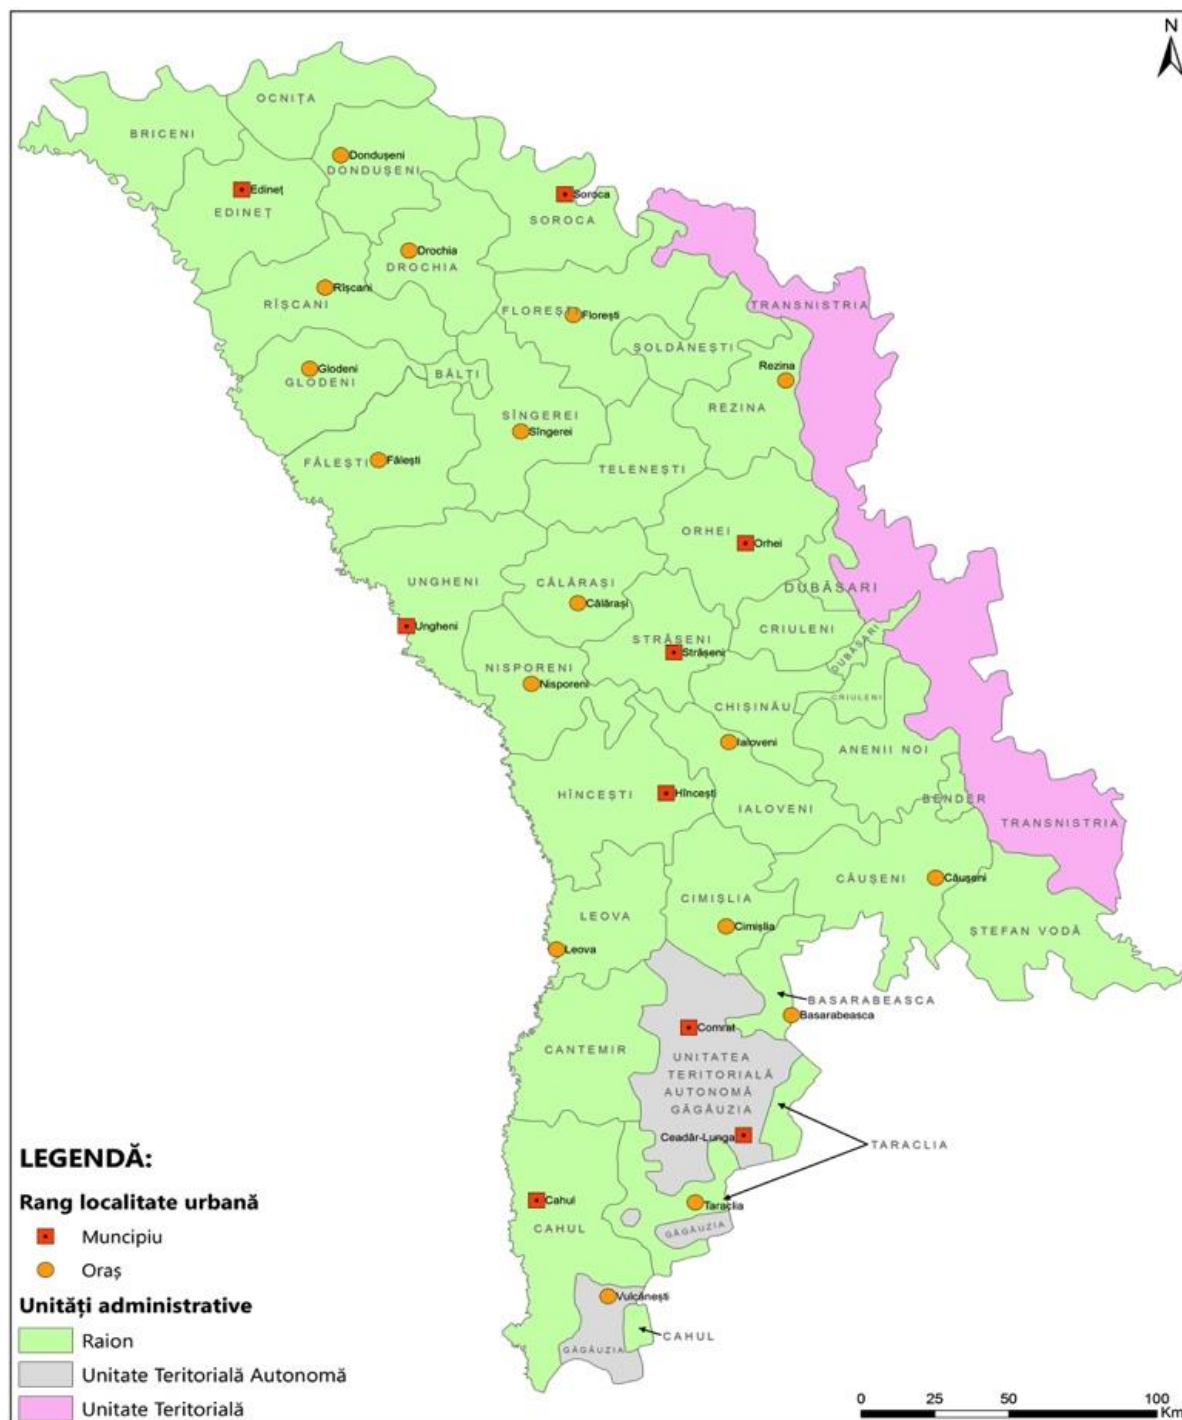 N
OCNIȚA
BRICENI
Dondușeni
DONDUȘENI
Edineț
EDINEȚ
Soroca
SOROCA
Drochia
DROCHIA
Rîșcani
RÎȘCANI
TRANSNISTRIA
FLOREȘTI
Florești
SOLDĂNEȘTI
Glodeni
GLODENI
BĂLȚI
Rezina
REZINA
SÎNGEREI
Sîngerei
FĂLEȘTI
Fălești
TELENEȘTI
ORHEI
Orhei
UNGHENI
CĂLĂRAȘI
Călărași
DUBĂSARI
Ungheni
STRĂȘENI
Strășeni
CRIULENI
DUBĂSARI
NISPORENI
Nisporeni
CHIȘINĂU
CRIULENI
Ialoveni
ANENII NOI
HÎNCEȘTI
Hîncești
IALOVENI
BENDER
TRANSNISTRIA
CĂUȘENI
Căușeni
CIMIȘLIA
Cimișlia
LEOVA
Leova
ȘTEFAN VODĂ
BASARABEASCA
Basarabeasca
Comrat
CANTEMIR
UNITATEA
TERITORIALĂ
AUTONOMĂ
GĂGĂUZIA
Ceadâr-Lunga
TARACLIA
Cahul
CAHUL
Taraclia
GĂGĂUZIA
Vulcănești
CAHUL
GĂGĂUZIA
LEGENDĂ:
Rang localitate urbană
Muncipiu
Oraș
Unități administrative
Raion
Unitate Teritorială Autonomă
Unitate Teritorială
0 25 50 100
Km